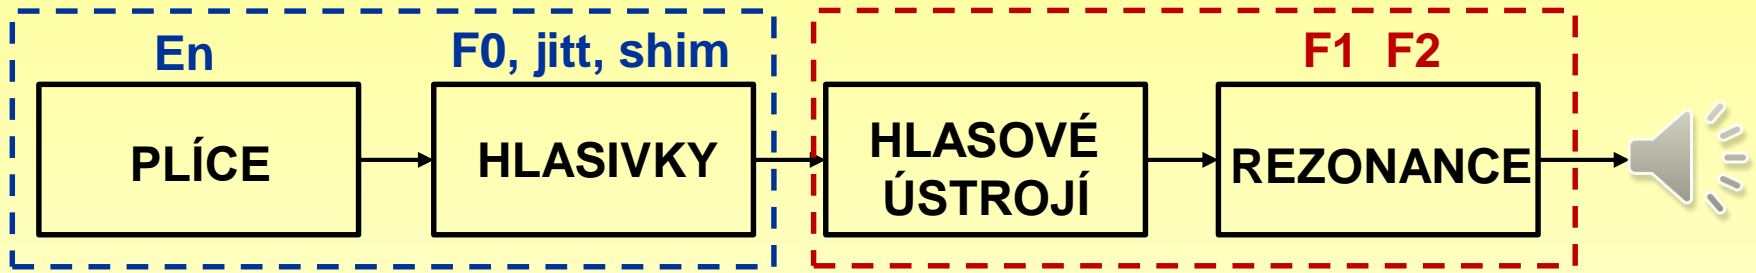 En
F0, jitt, shim
F1 F2
PLÍCE
HLASIVKY
HLASOVÉ
ÚSTROJÍ
REZONANCE